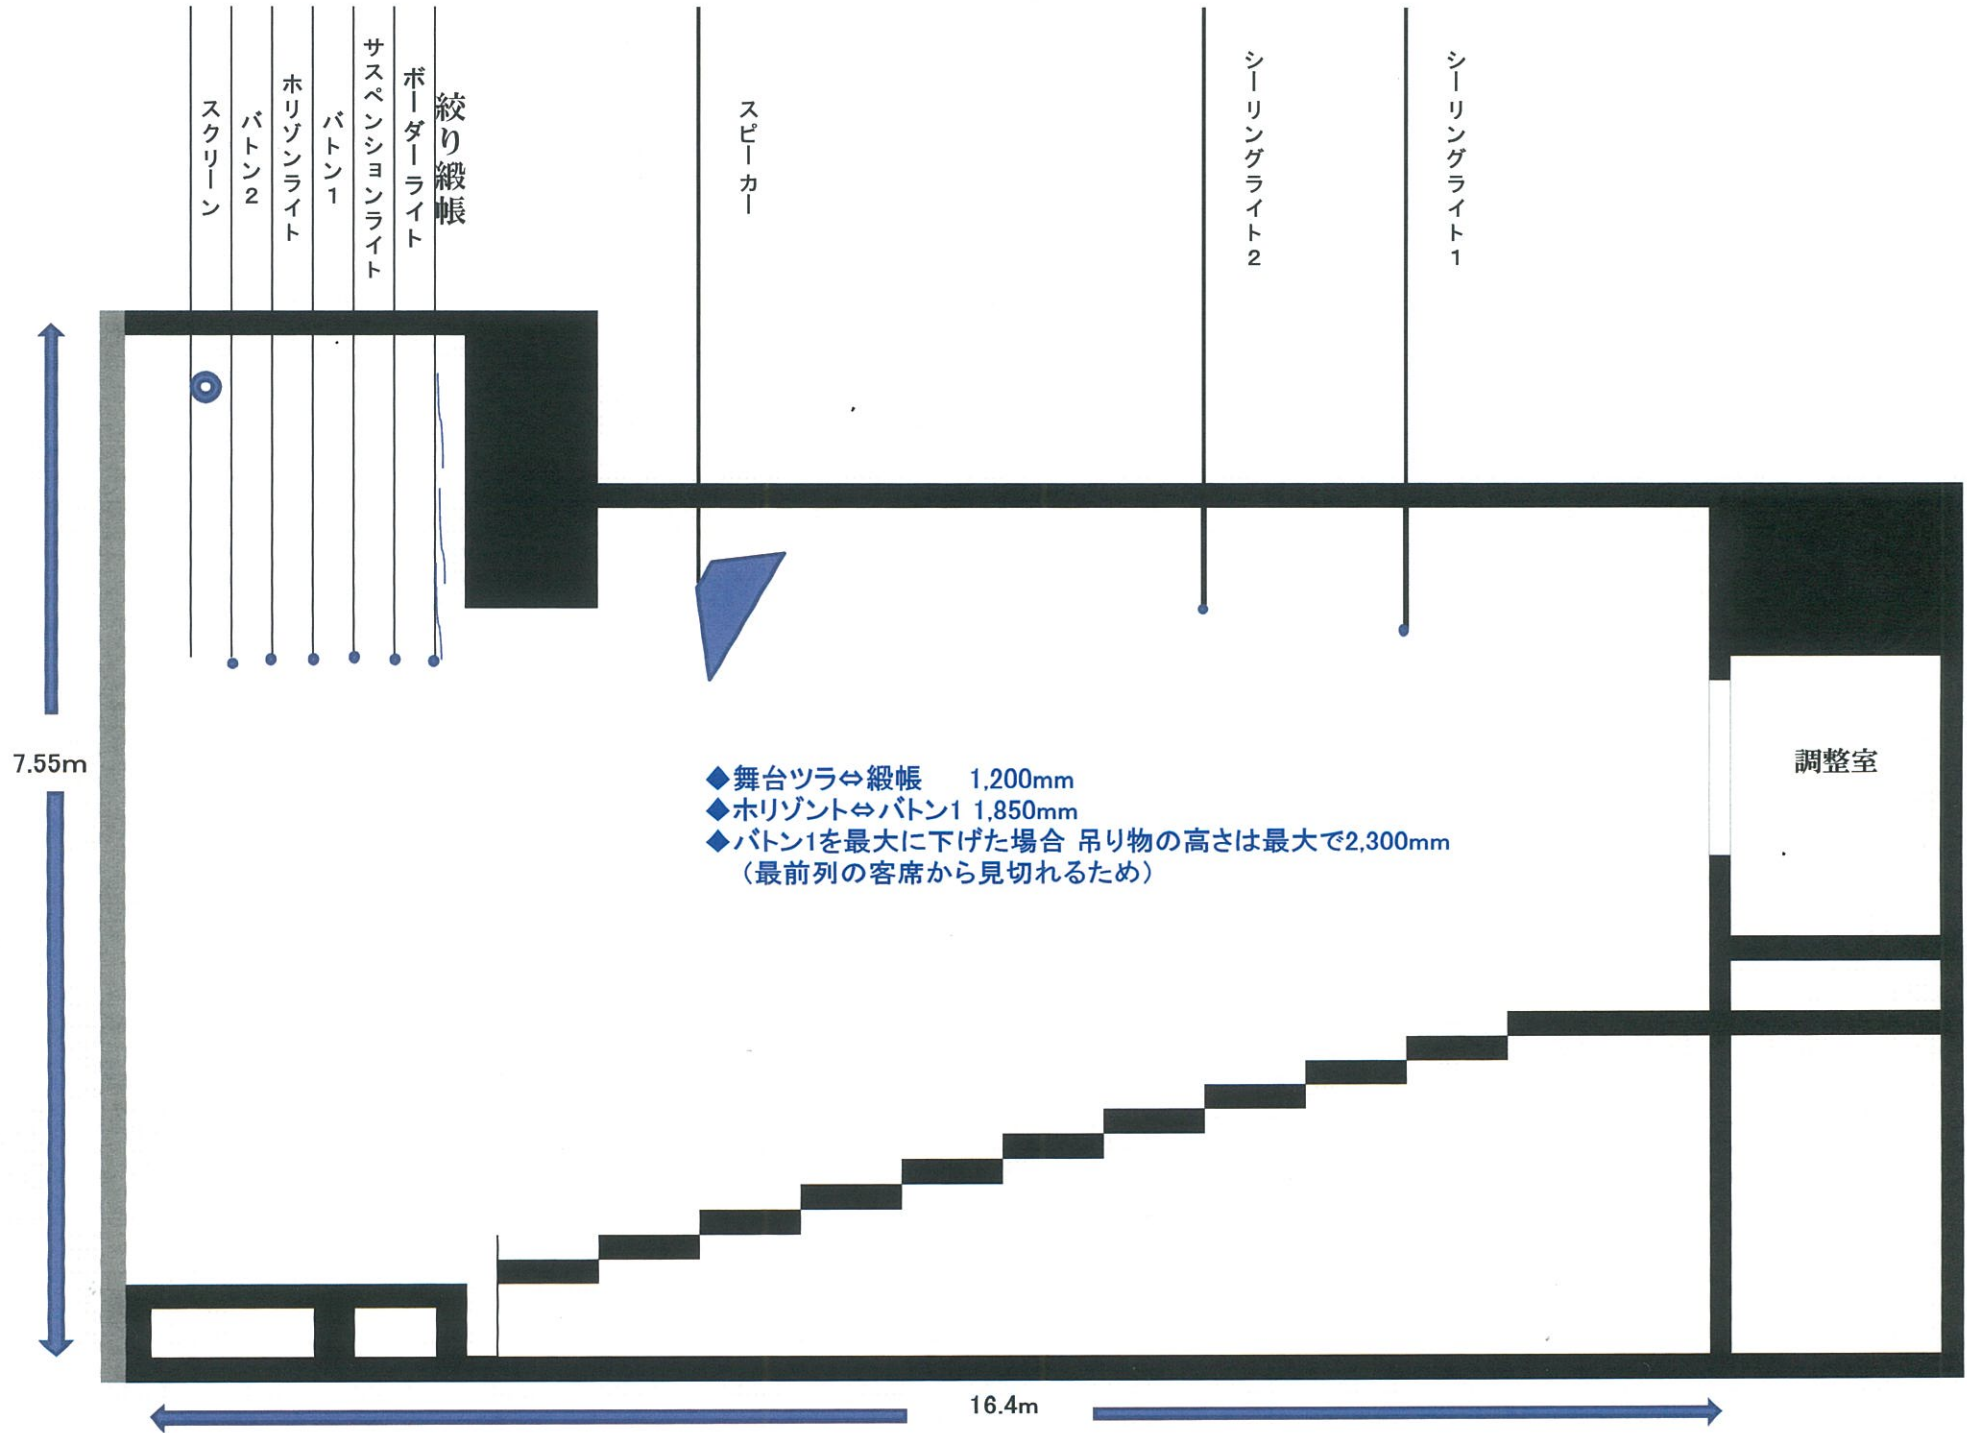 スクリーン
バトン2
ホリゾンライト
バトン1
サスペンションライト
ボーダーライト
絞り緞帳
スピーカー
シーリングライト2
シーリングライト1
7.55m
◆舞台ツラ⇔緞帳 1,200mm
◆ホリゾント⇔バトン1 1,850mm
◆バトン1を最大に下げた場合 吊り物の高さは最大で2,300mm
（最前列の客席から見切れるため）
調整室
16.4m